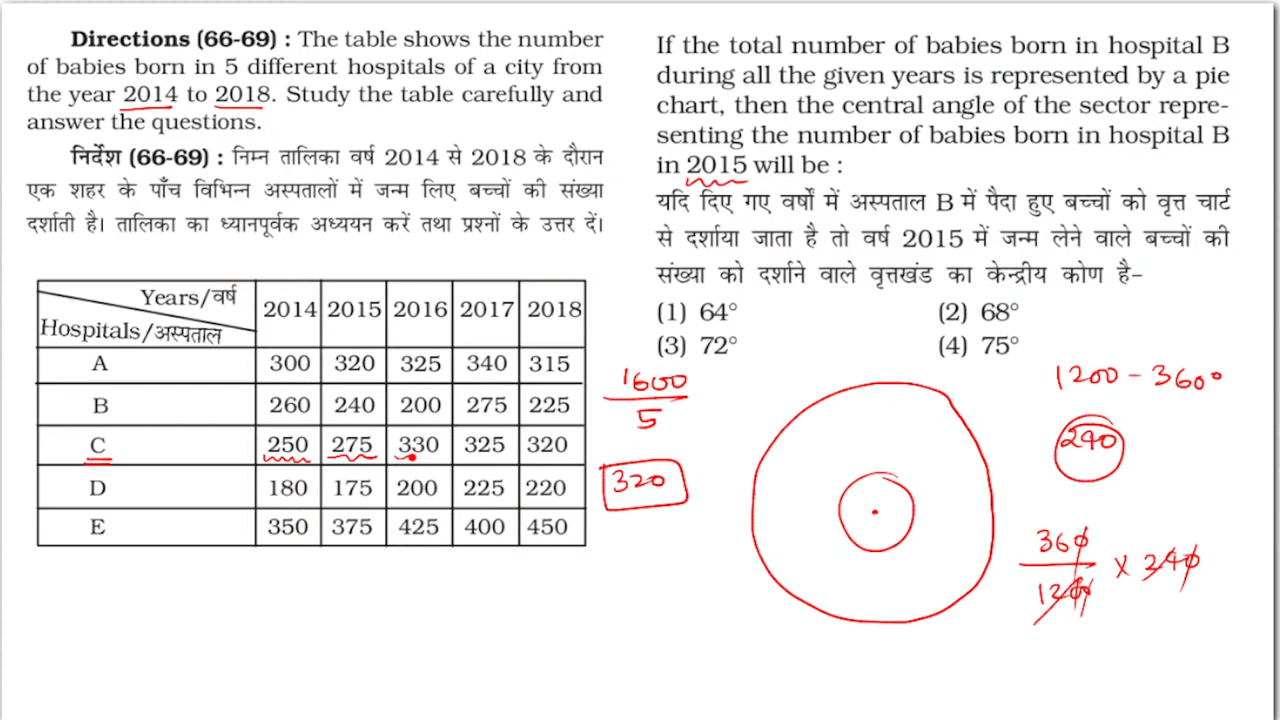 Directions (66-69) : The table shows the number
of babies born in 5 different hospitals of a city from
the year 2014 to 2018. Study the table carefully and
answer the questions.
निर्देश (66-69) : निम्न तालिका वर्ष 2014 से 2018 के दौरान
एक शहर के पाँच विभिन्न अस्पतालों में जन्म लिए बच्चों की संख्या
दर्शाती है। तालिका का ध्यानपूर्वक अध्ययन करें तथा प्रश्नों के उत्तर दें।
Years/वर्ष 2014 2015 2016 2017 2018
Hospitals/अस्पताल
A 300 320 325 340 315
B 260 240 200 275 225
C 250 275 330 325 320
D 180 175 200 225 220
E 350 375 425 400 450
If the total number of babies born in hospital B
during all the given years is represented by a pie
chart, then the central angle of the sector repre-
senting the number of babies born in hospital B
in 2015 will be :
यदि दिए गए वर्षों में अस्पताल B में पैदा हुए बच्चों को वृत्त चार्ट
से दर्शाया जाता है तो वर्ष 2015 में जन्म लेने वाले बच्चों की
संख्या को दर्शाने वाले वृत्तखंड का केन्द्रीय कोण है–
(1) 64° (2) 68°
(3) 72° (4) 75°
1600
5
320
1200 - 360°
240
360
1200 × 240